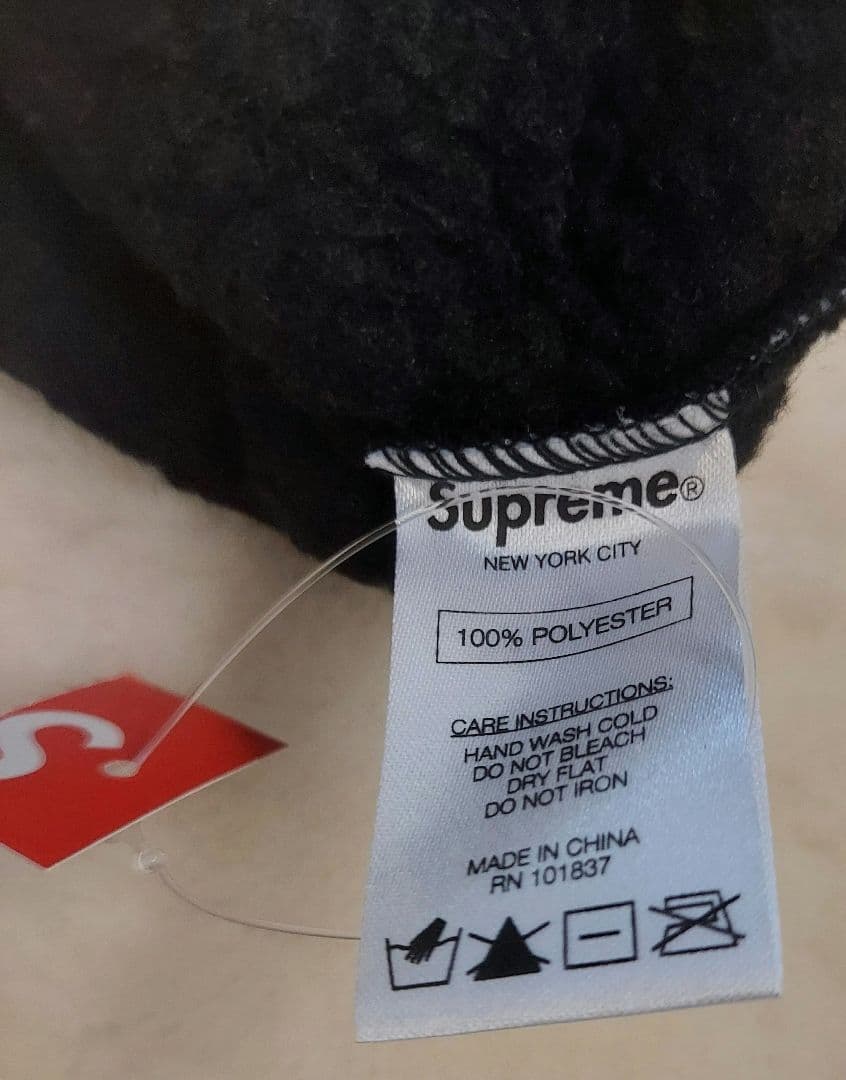 Supreme®
NEW YORK CITY
100% POLYESTER
CARE INSTRUCTIONS:
HAND WASH COLD
DO NOT BLEACH
DRY FLAT
DO NOT IRON
MADE IN CHINA
RN 101837
S